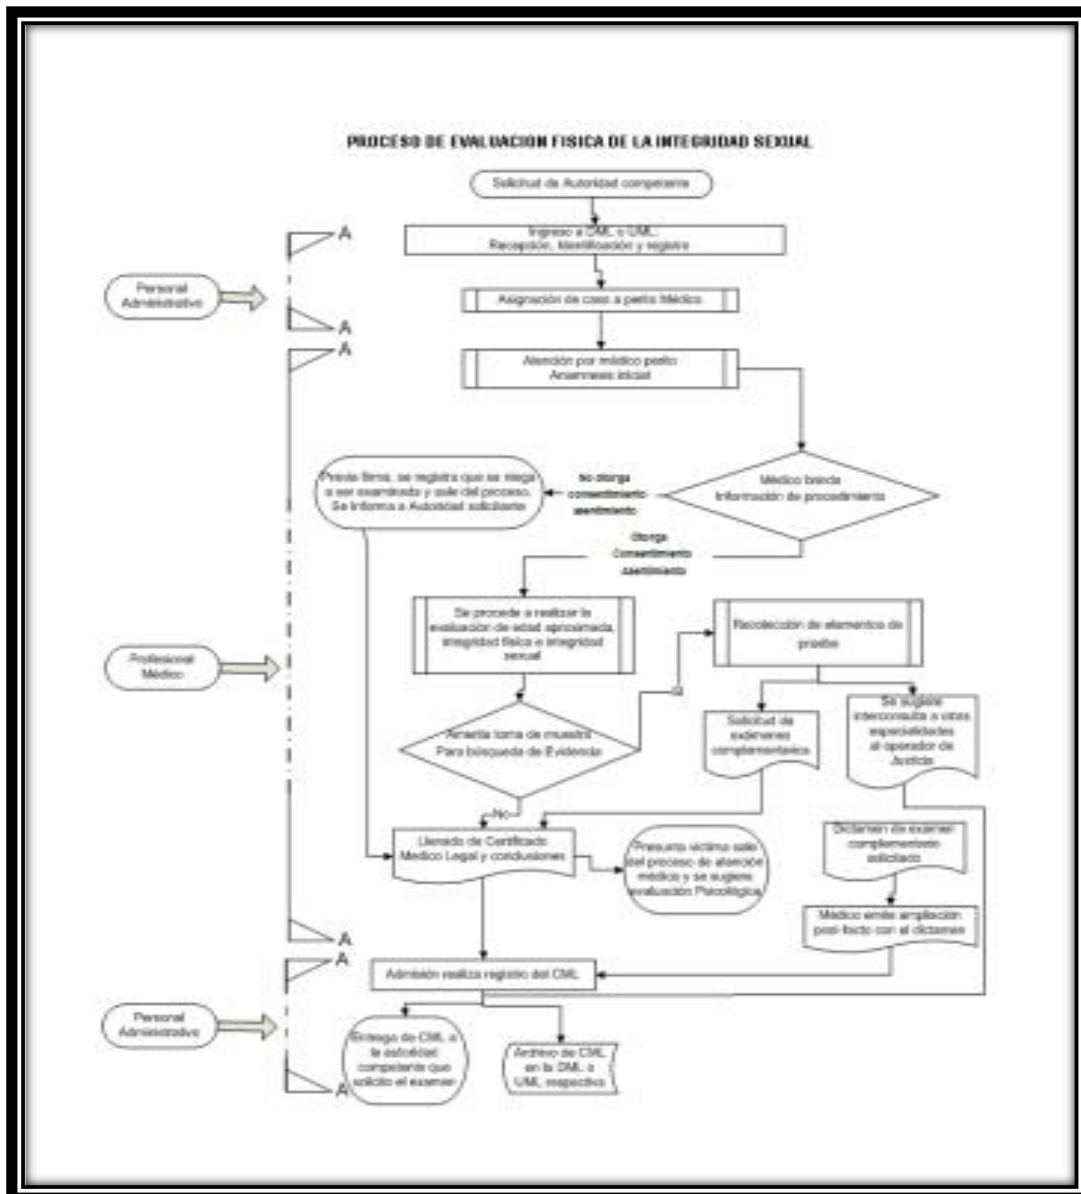 PROCESO DE EVALUACION FISICA DE LA INTEGRIDAD SEXUAL
Solicitud de Autoridad competente
Ingreso a DML o UML:
Recepción, Identificación y registro
A
Personal
Administrativo
Asignación de caso a perito Médico
A
A
Atención por médico perito
Anamnesis inicial
Previa firma, se registra que se niega
a ser examinada y sale del proceso.
Se informa a Autoridad solicitante
No otorga
consentimiento
asentimiento
Médico brinda
Información de procedimiento
Otorga
Consentimiento
Asentimiento
Se procede a realizar la
evaluación de edad aproximada,
integridad física e integridad
sexual
Recolección de elementos de
prueba
Profesional
Médico
Amerita toma de muestra
Para búsqueda de Evidencia
Solicitud de
exámenes
complementarios
Se sugiere
interconsulta a otras
especialidades
al operador de
Justicia
No
Llenado de Certificado
Medico Legal y conclusiones
Presunta víctima sale
del proceso de atención
médica y se sugiere
evaluación Psicológica
Dictamen de examen
complementario
solicitado
Médico emite ampliación
post-facto con el dictamen
A
A
Admisión realiza registro del CML
Personal
Administrativo
Entrega de CML a
la autoridad
competente que
solicito el examen
Archivo de CML
en la DML o
UML respectiva
A